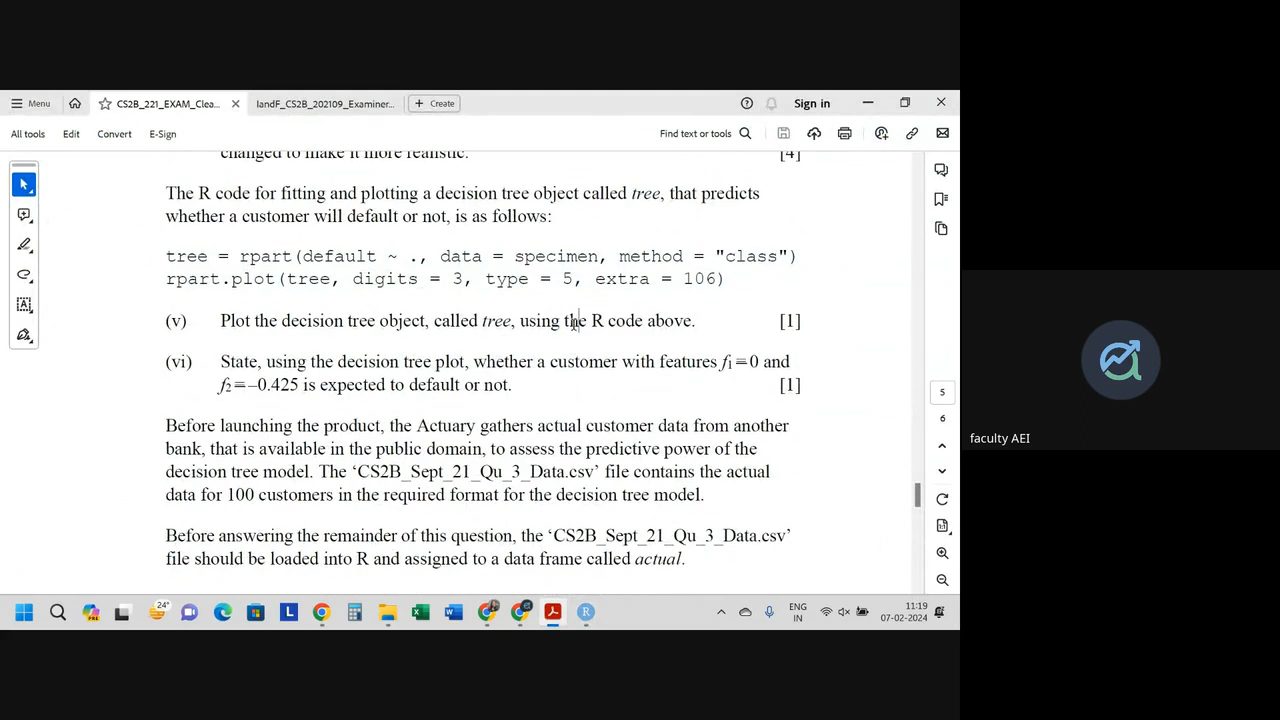 Menu
CS2B_221_EXAM_Clea...
IandF_CS2B_202109_Examiner...
Create
Sign in
All tools Edit Convert E-Sign
Find text or tools
changed to make it more realistic. [4]
The R code for fitting and plotting a decision tree object called tree, that predicts
whether a customer will default or not, is as follows:
tree = rpart(default ~ ., data = specimen, method = "class")
rpart.plot(tree, digits = 3, type = 5, extra = 106)
(v) Plot the decision tree object, called tree, using the R code above. [1]
(vi) State, using the decision tree plot, whether a customer with features f1=0 and
f2=–0.425 is expected to default or not. [1]
Before launching the product, the Actuary gathers actual customer data from another
bank, that is available in the public domain, to assess the predictive power of the
decision tree model. The ‘CS2B_Sept_21_Qu_3_Data.csv’ file contains the actual
data for 100 customers in the required format for the decision tree model.
Before answering the remainder of this question, the ‘CS2B_Sept_21_Qu_3_Data.csv’
file should be loaded into R and assigned to a data frame called actual.
5
6
faculty AEI
24°
ENG
IN
11:19
07-02-2024